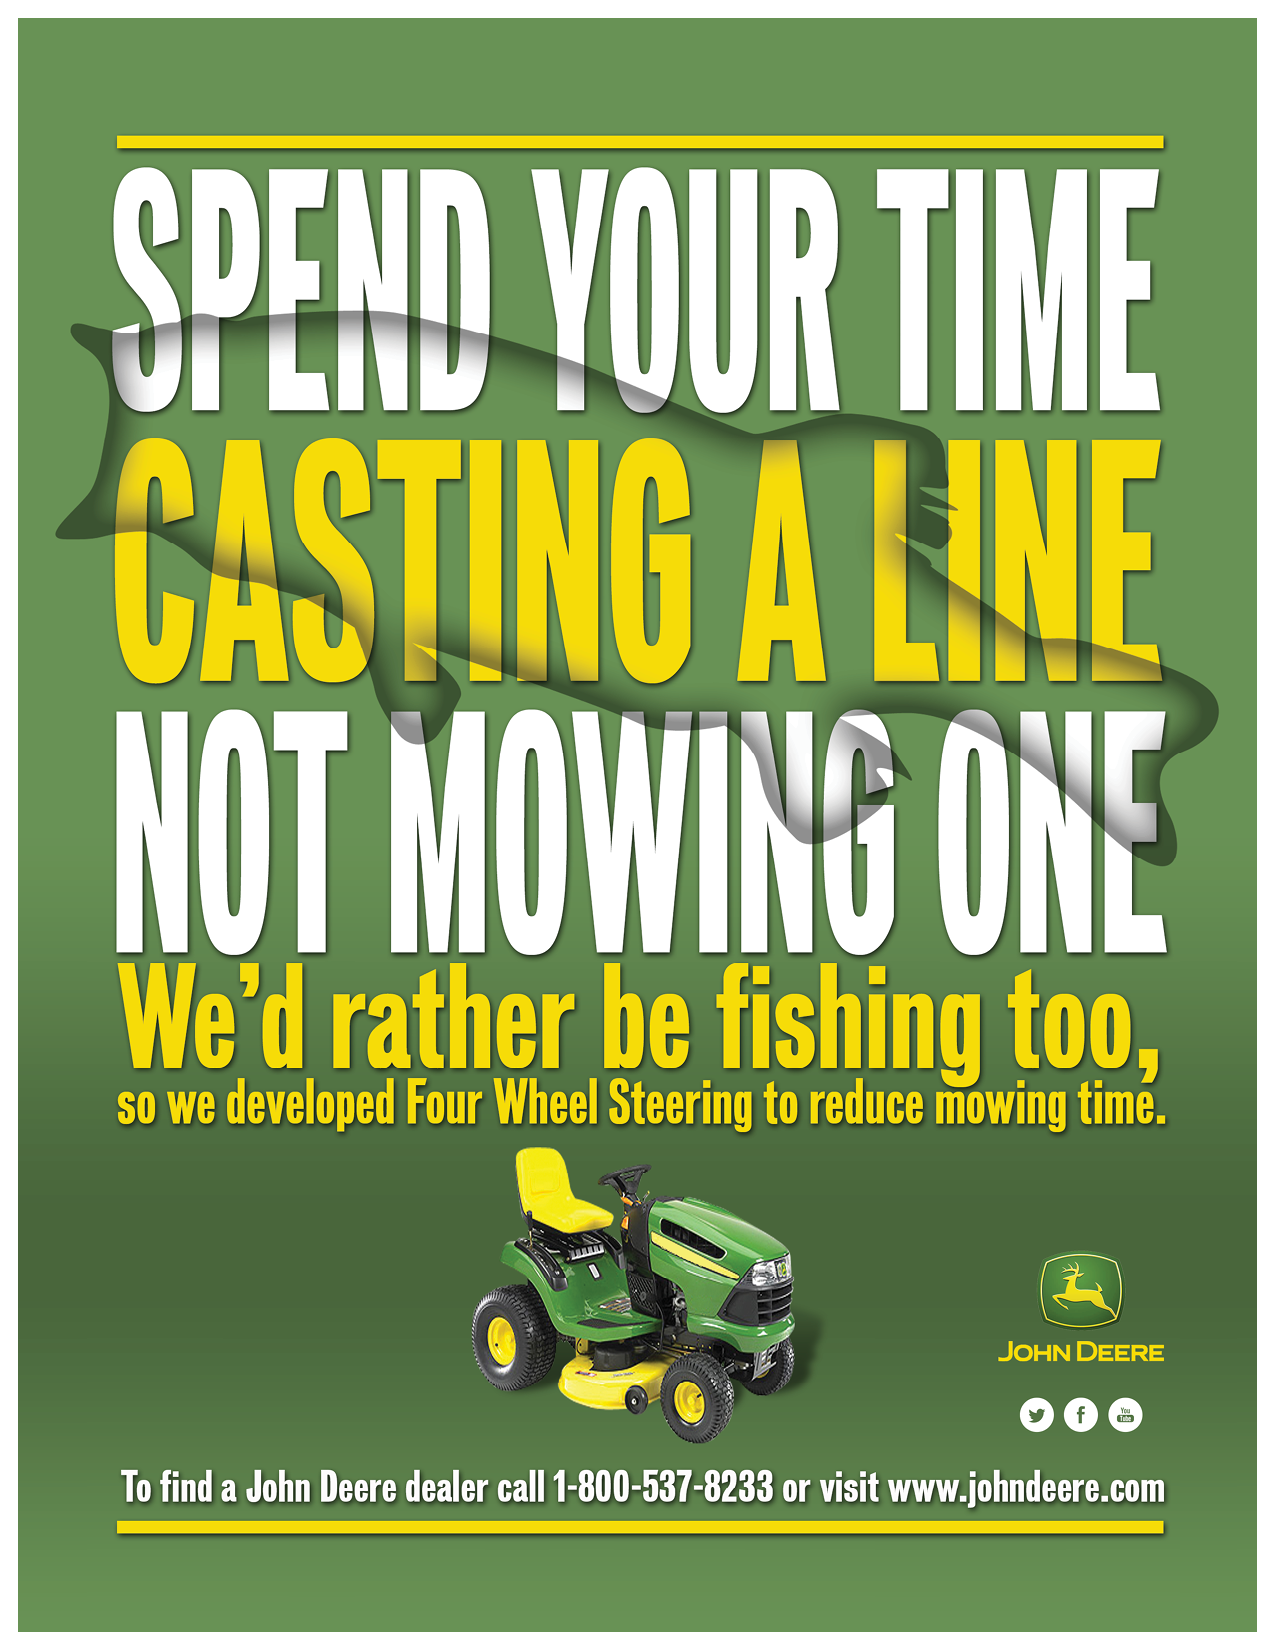 SPEND YOUR TIME
CASTING A LINE
NOT MOWING ONE
We'd rather be fishing too,
so we developed Four Wheel Steering to reduce mowing time.
JOHN DEERE
You
Tube
To find a John Deere dealer call 1-800-537-8233 or visit www.johndeere.com